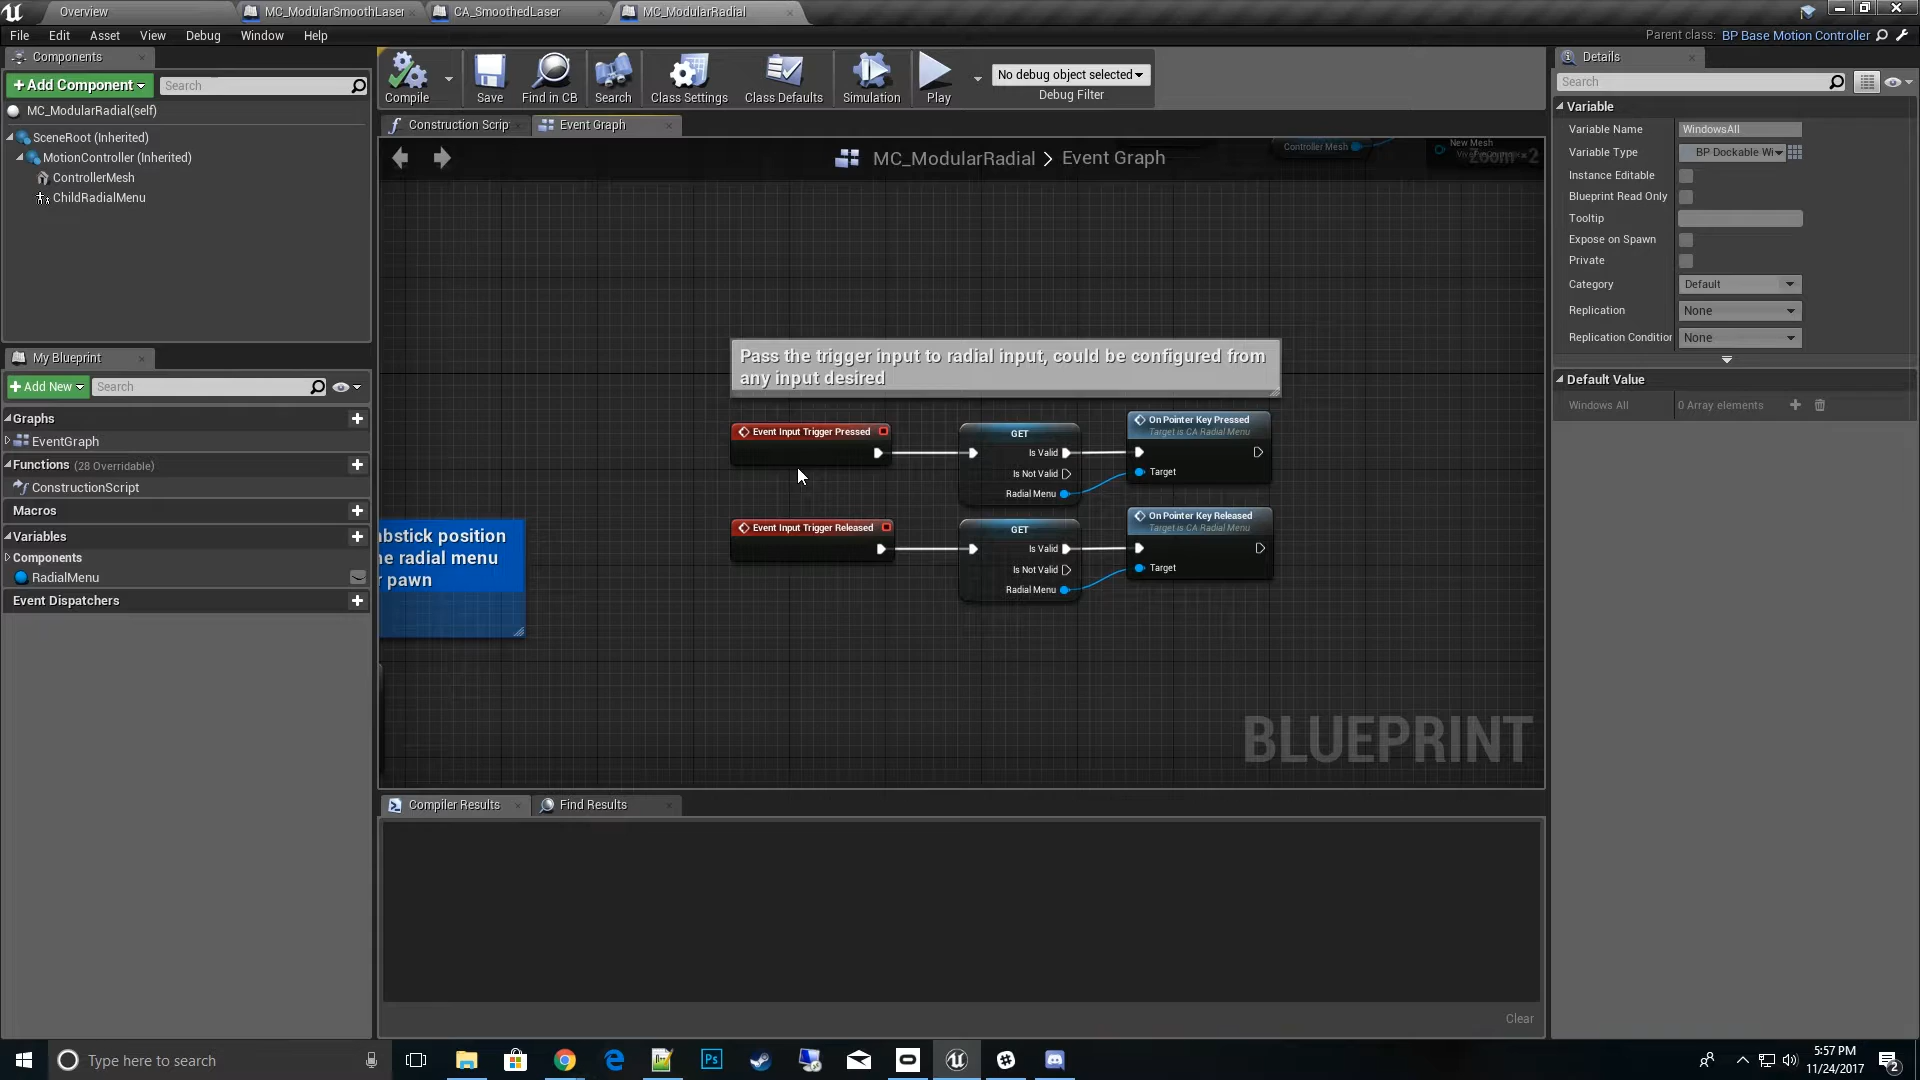 Overview
MC_ModularSmoothLaser
CA_SmoothedLaser
MC_ModularRadial
File Edit Asset View Debug Window Help
Parent class: BP Base Motion Controller
Components
+Add Component
Search
MC_ModularRadial(self)
SceneRoot (Inherited)
MotionController (Inherited)
ControllerMesh
ChildRadialMenu
My Blueprint
+Add New
Search
Graphs
EventGraph
Functions (28 Overridable)
ConstructionScript
Macros
Variables
Components
RadialMenu
Event Dispatchers
Compile
Save
Find in CB
Search
Class Settings
Class Defaults
Simulation
Play
No debug object selected
Debug Filter
Construction Scrip
Event Graph
MC_ModularRadial > Event Graph
Controller Mesh
New Mesh
Zoom -2
Pass the trigger input to radial input, could be configured from
any input desired
Event Input Trigger Pressed
GET
Is Valid
Is Not Valid
Radial Menu
On Pointer Key Pressed
Target is CA Radial Menu
Target
Event Input Trigger Released
GET
Is Valid
Is Not Valid
Radial Menu
On Pointer Key Released
Target is CA Radial Menu
Target
nbstick position
ne radial menu
r pawn
BLUEPRINT
Compiler Results
Find Results
Clear
Details
Search
Variable
Variable Name WindowsAll
Variable Type BP Dockable Wi
Instance Editable
Blueprint Read Only
Tooltip
Expose on Spawn
Private
Category Default
Replication None
Replication Condition None
Default Value
Windows All 0 Array elements
Type here to search
Ps
5:57 PM
11/24/2017
2